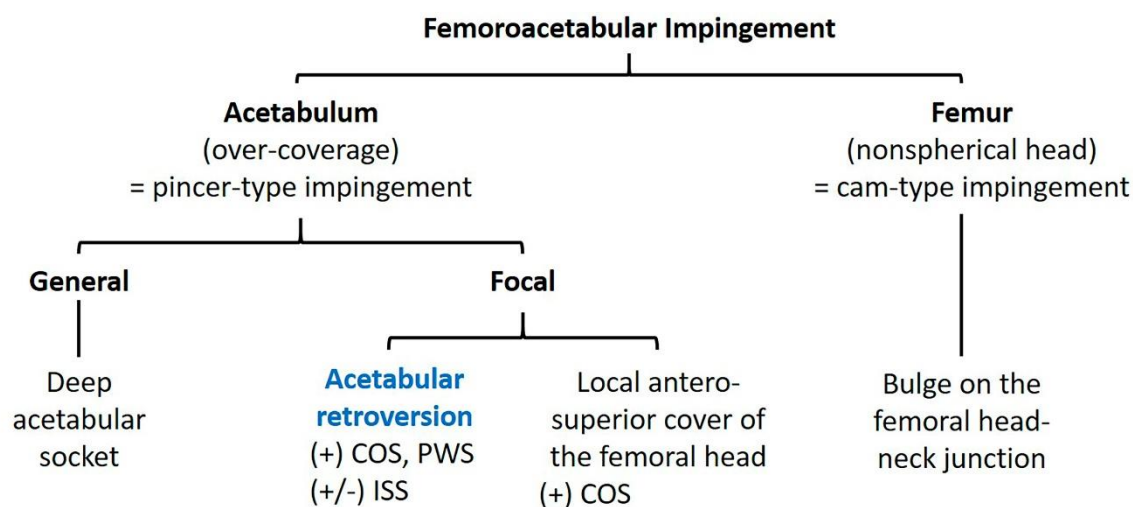 Femoroacetabular Impingement
Acetabulum
(over-coverage)
= pincer-type impingement
Femur
(nonspherical head)
= cam-type impingement
General
Focal
Deep
acetabular
socket
Acetabular
retroversion
(+) COS, PWS
(+/-) ISS
Local antero-
superior cover of
the femoral head
(+) COS
Bulge on the
femoral head-
neck junction